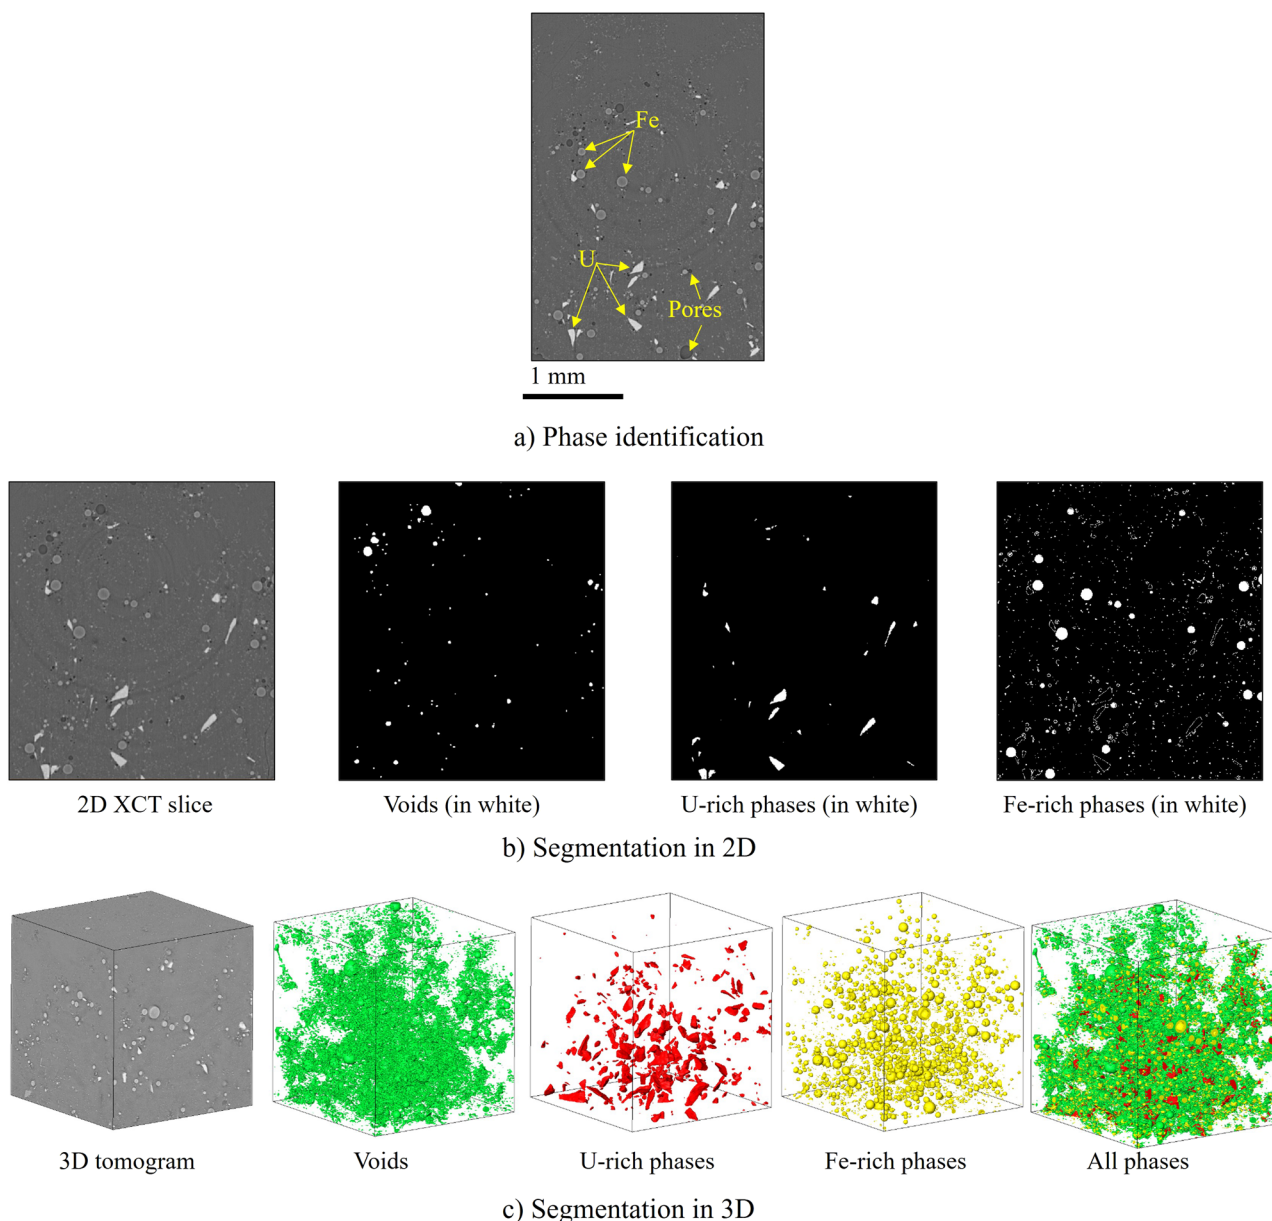 Fe
U
Pores
1 mm
a) Phase identification
2D XCT slice
Voids (in white)
U-rich phases (in white)
Fe-rich phases (in white)
b) Segmentation in 2D
3D tomogram
Voids
U-rich phases
Fe-rich phases
All phases
c) Segmentation in 3D